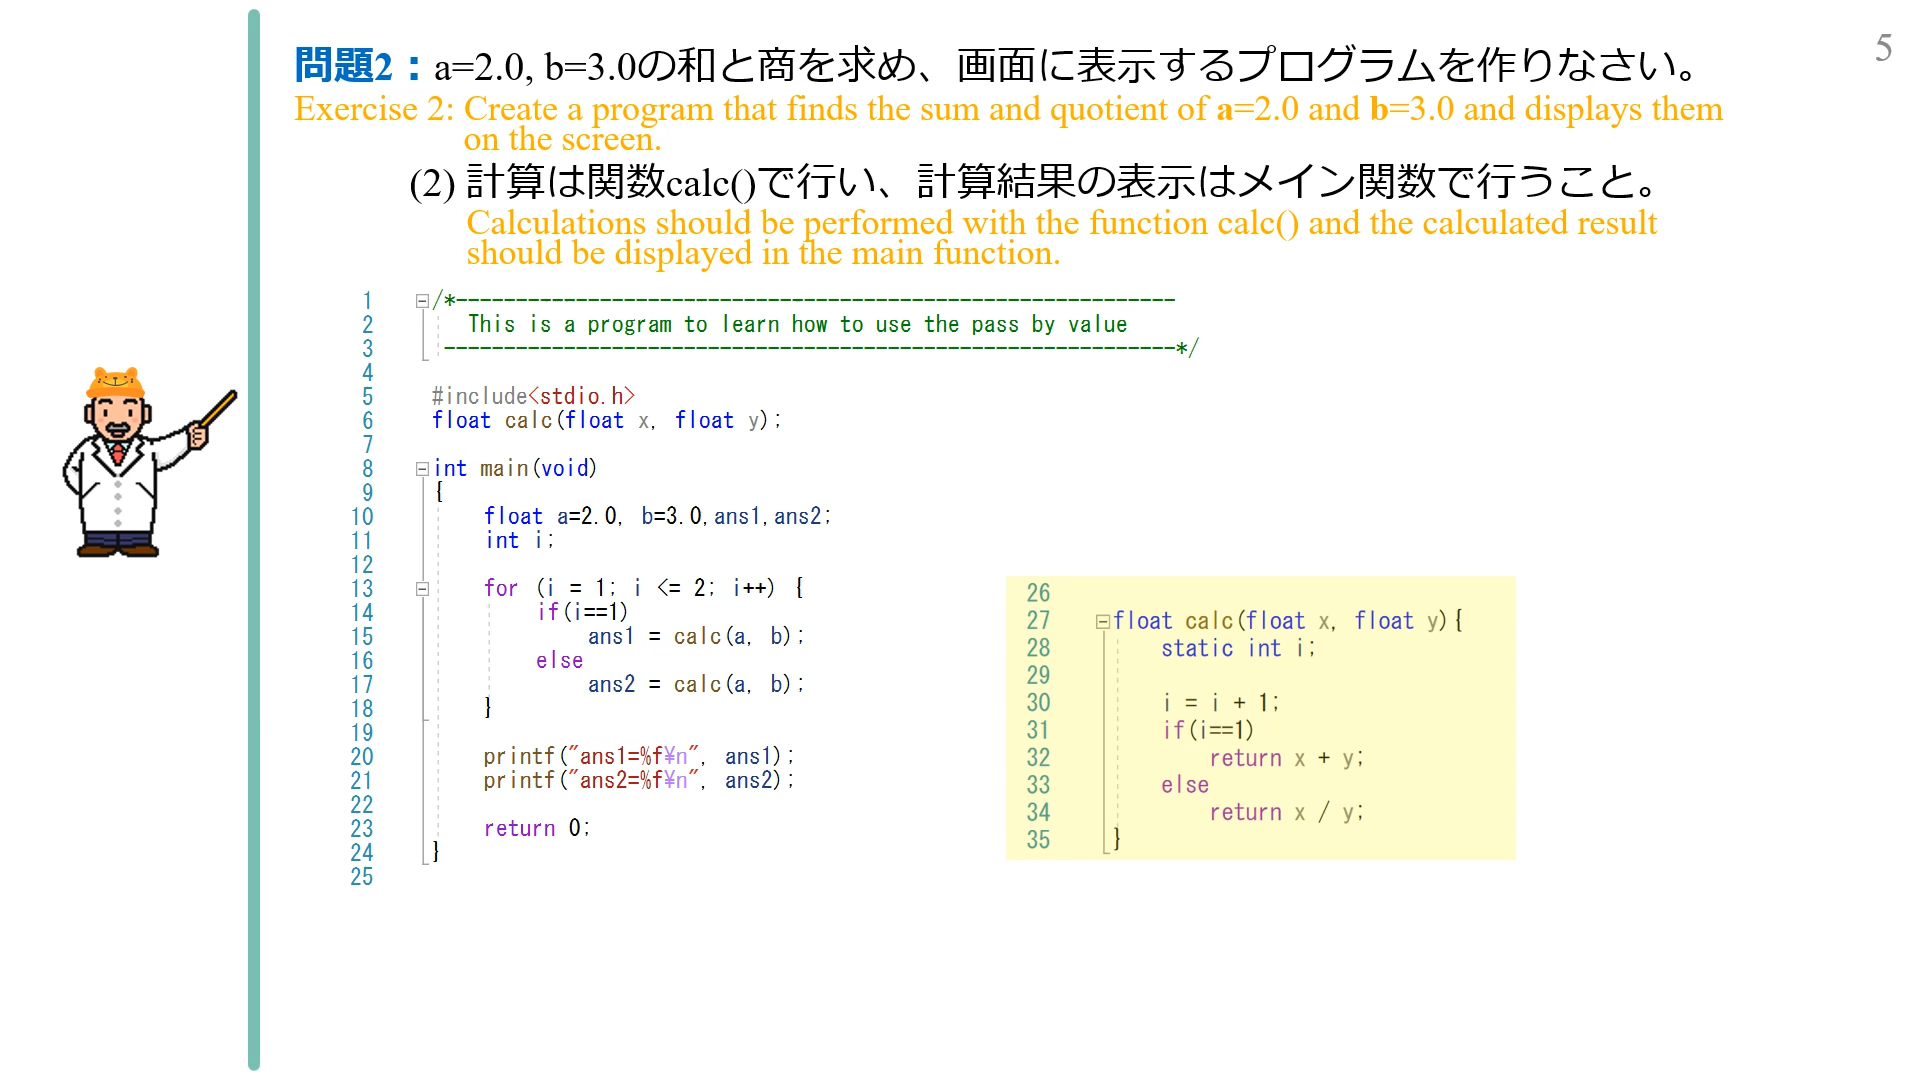 5
問題2：a=2.0, b=3.0の和と商を求め、画面に表示するプログラムを作りなさい。
Exercise 2: Create a program that finds the sum and quotient of a=2.0 and b=3.0 and displays them
on the screen.
(2) 計算は関数calc()で行い、計算結果の表示はメイン関数で行うこと。
Calculations should be performed with the function calc() and the calculated result
should be displayed in the main function.
1 /*------------------------------------------------------------
2 This is a program to learn how to use the pass by value
3 -------------------------------------------------------------*/
4
5 #include<stdio.h>
6 float calc(float x, float y);
7
8 int main(void)
9 {
10 float a=2.0, b=3.0,ans1,ans2;
11 int i;
12
13 for (i = 1; i <= 2; i++) {
14 if(i==1)
15 ans1 = calc(a, b);
16 else
17 ans2 = calc(a, b);
18 }
19
20 printf("ans1=%f¥n", ans1);
21 printf("ans2=%f¥n", ans2);
22
23 return 0;
24 }
25
26
27 float calc(float x, float y){
28 static int i;
29
30 i = i + 1;
31 if(i==1)
32 return x + y;
33 else
34 return x / y;
35 }